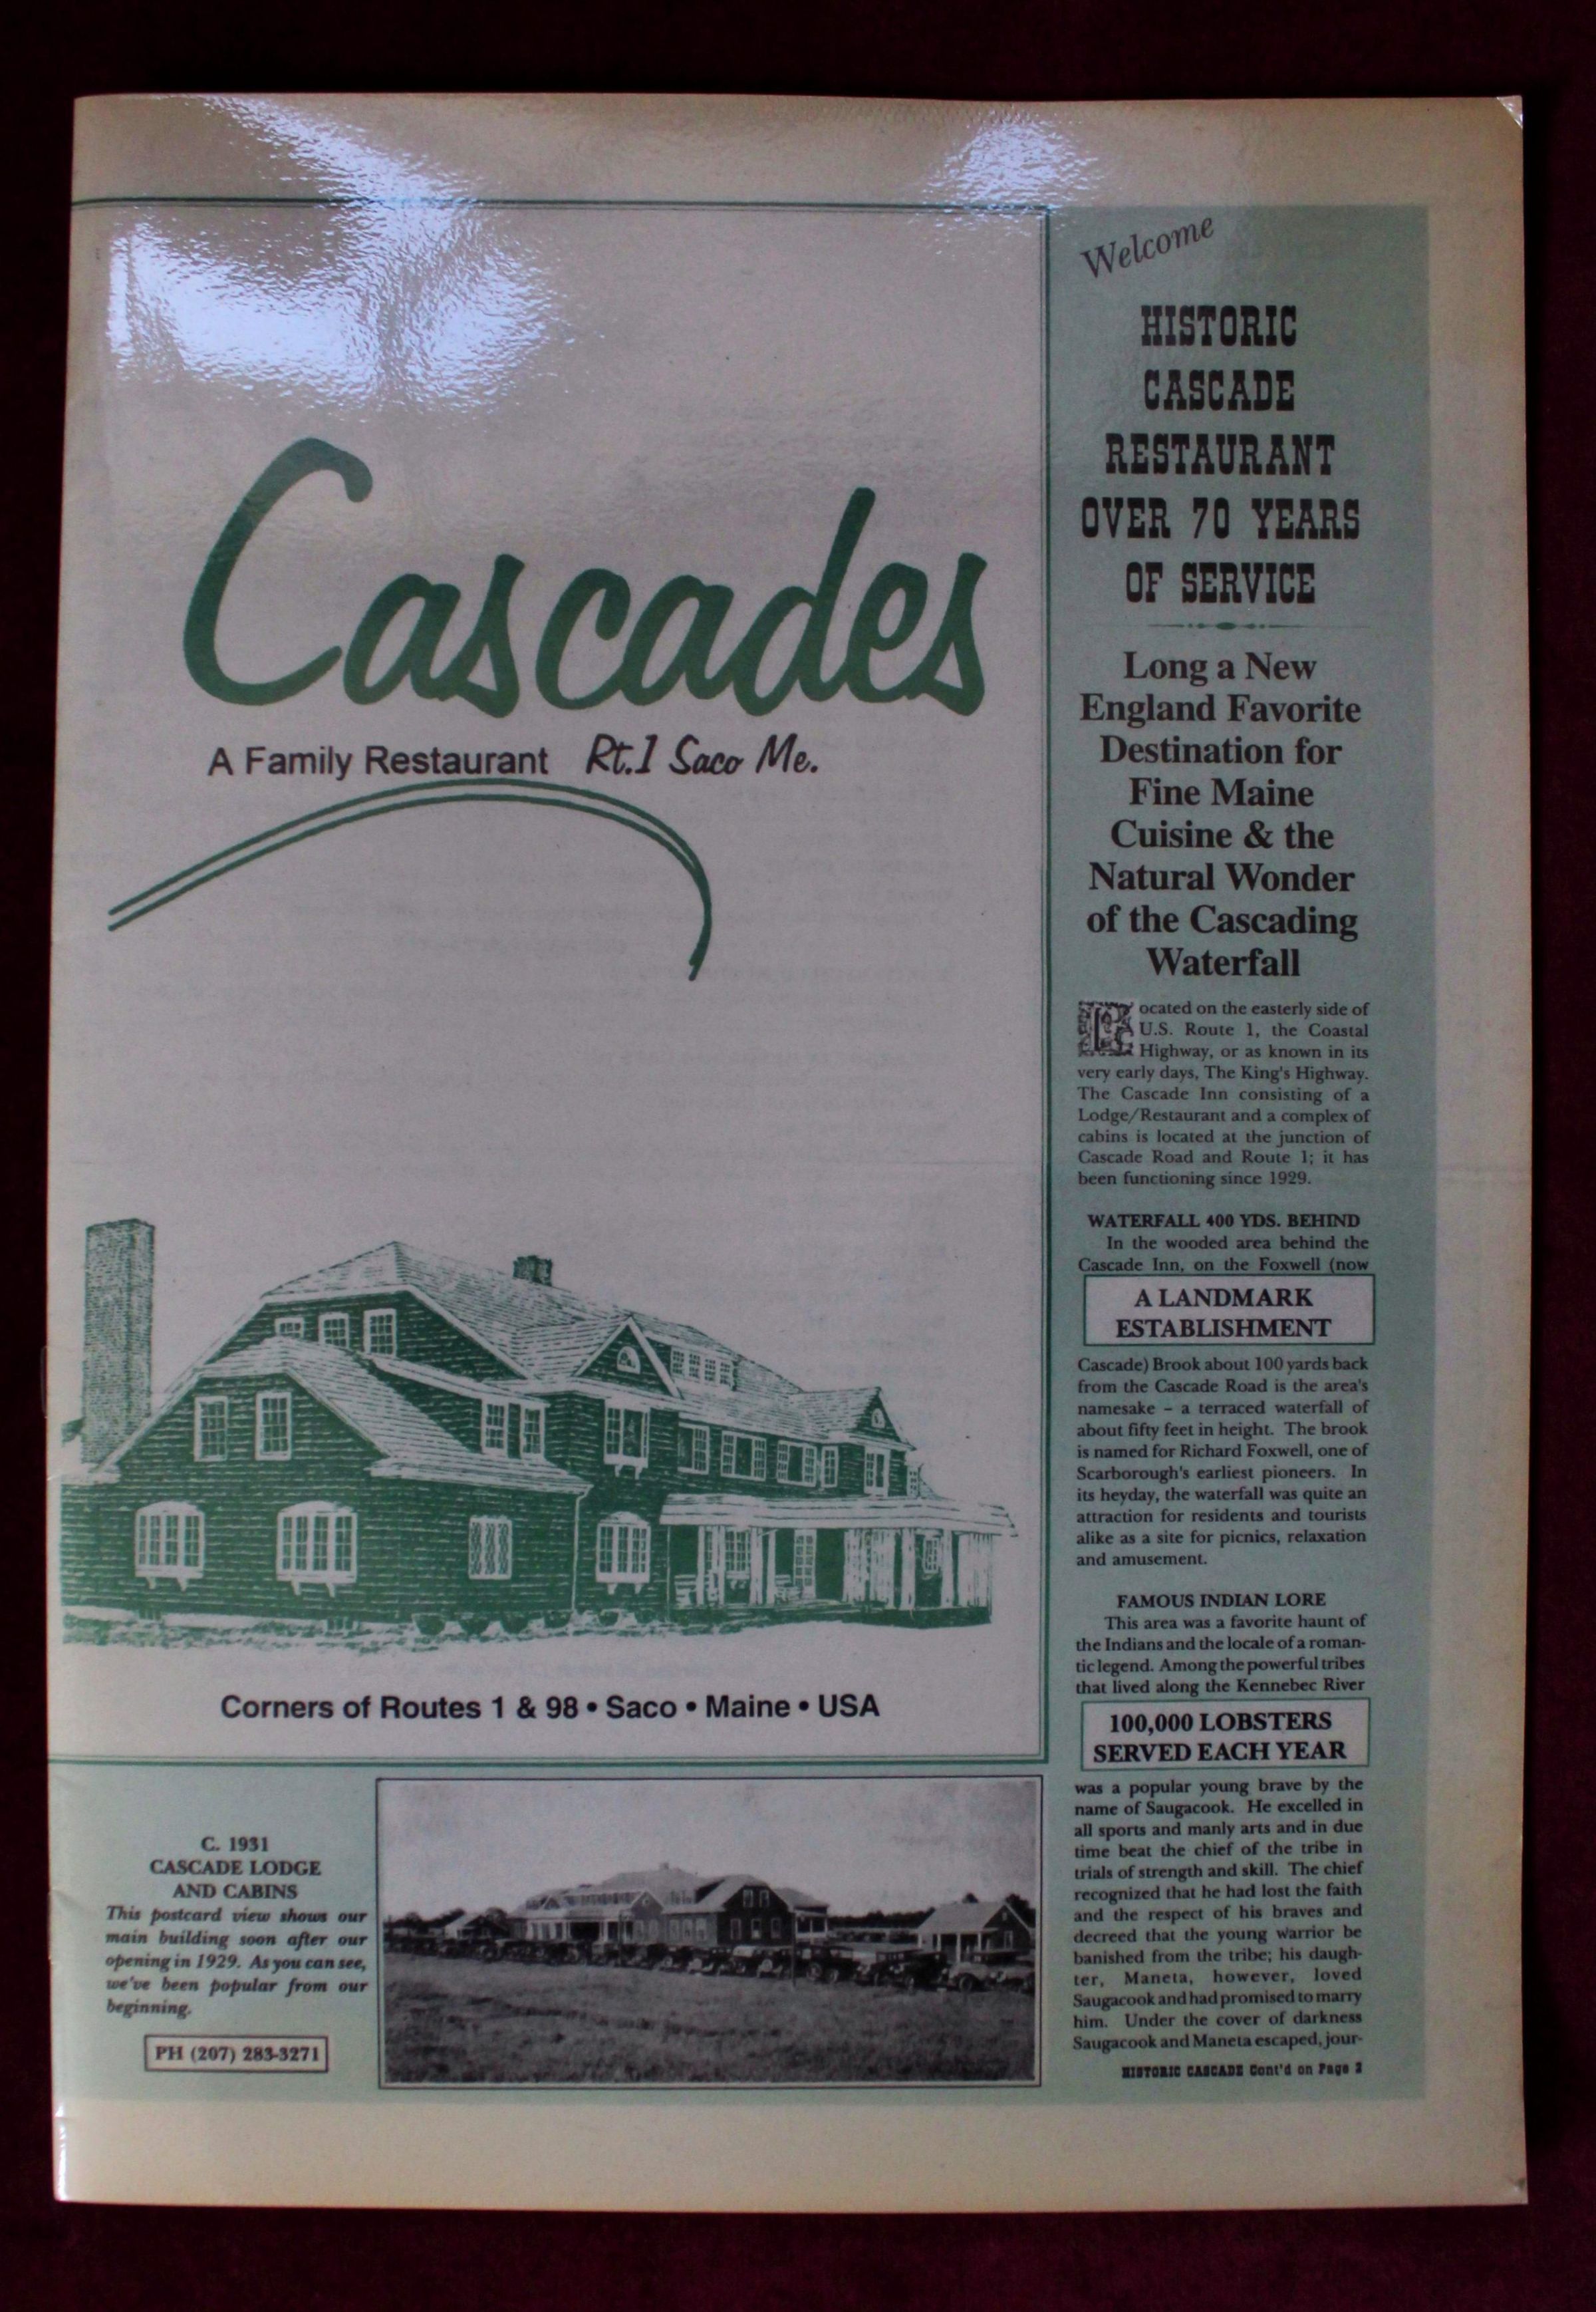 Cascades
A Family Restaurant Rt.1 Saco Me.
Corners of Routes 1 & 98 • Saco • Maine • USA
C. 1931
CASCADE LODGE
AND CABINS
This postcard view shows our
main building soon after our
opening in 1929. As you can see,
we've been popular from our
beginning.
PH (207) 283-3271
Welcome
HISTORIC
CASCADE
RESTAURANT
OVER 70 YEARS
OF SERVICE
Long a New
England Favorite
Destination for
Fine Maine
Cuisine & the
Natural Wonder
of the Cascading
Waterfall
Located on the easterly side of
U.S. Route 1, the Coastal
Highway, or as known in its
very early days, The King's Highway.
The Cascade Inn consisting of a
Lodge/Restaurant and a complex of
cabins is located at the junction of
Cascade Road and Route 1; it has
been functioning since 1929.
WATERFALL 400 YDS. BEHIND
In the wooded area behind the
Cascade Inn, on the Foxwell (now
A LANDMARK
ESTABLISHMENT
Cascade) Brook about 100 yards back
from the Cascade Road is the area's
namesake – a terraced waterfall of
about fifty feet in height. The brook
is named for Richard Foxwell, one of
Scarborough's earliest pioneers. In
its heyday, the waterfall was quite an
attraction for residents and tourists
alike as a site for picnics, relaxation
and amusement.
FAMOUS INDIAN LORE
This area was a favorite haunt of
the Indians and the locale of a roman-
tic legend. Among the powerful tribes
that lived along the Kennebec River
100,000 LOBSTERS
SERVED EACH YEAR
was a popular young brave by the
name of Saugacook. He excelled in
all sports and manly arts and in due
time beat the chief of the tribe in
trials of strength and skill. The chief
recognized that he had lost the faith
and the respect of his braves and
decreed that the young warrior be
banished from the tribe; his daugh-
ter, Maneta, however, loved
Saugacook and had promised to marry
him. Under the cover of darkness
Saugacook and Maneta escaped, jour-
HISTORIC CASCADE Cont'd on Page 2